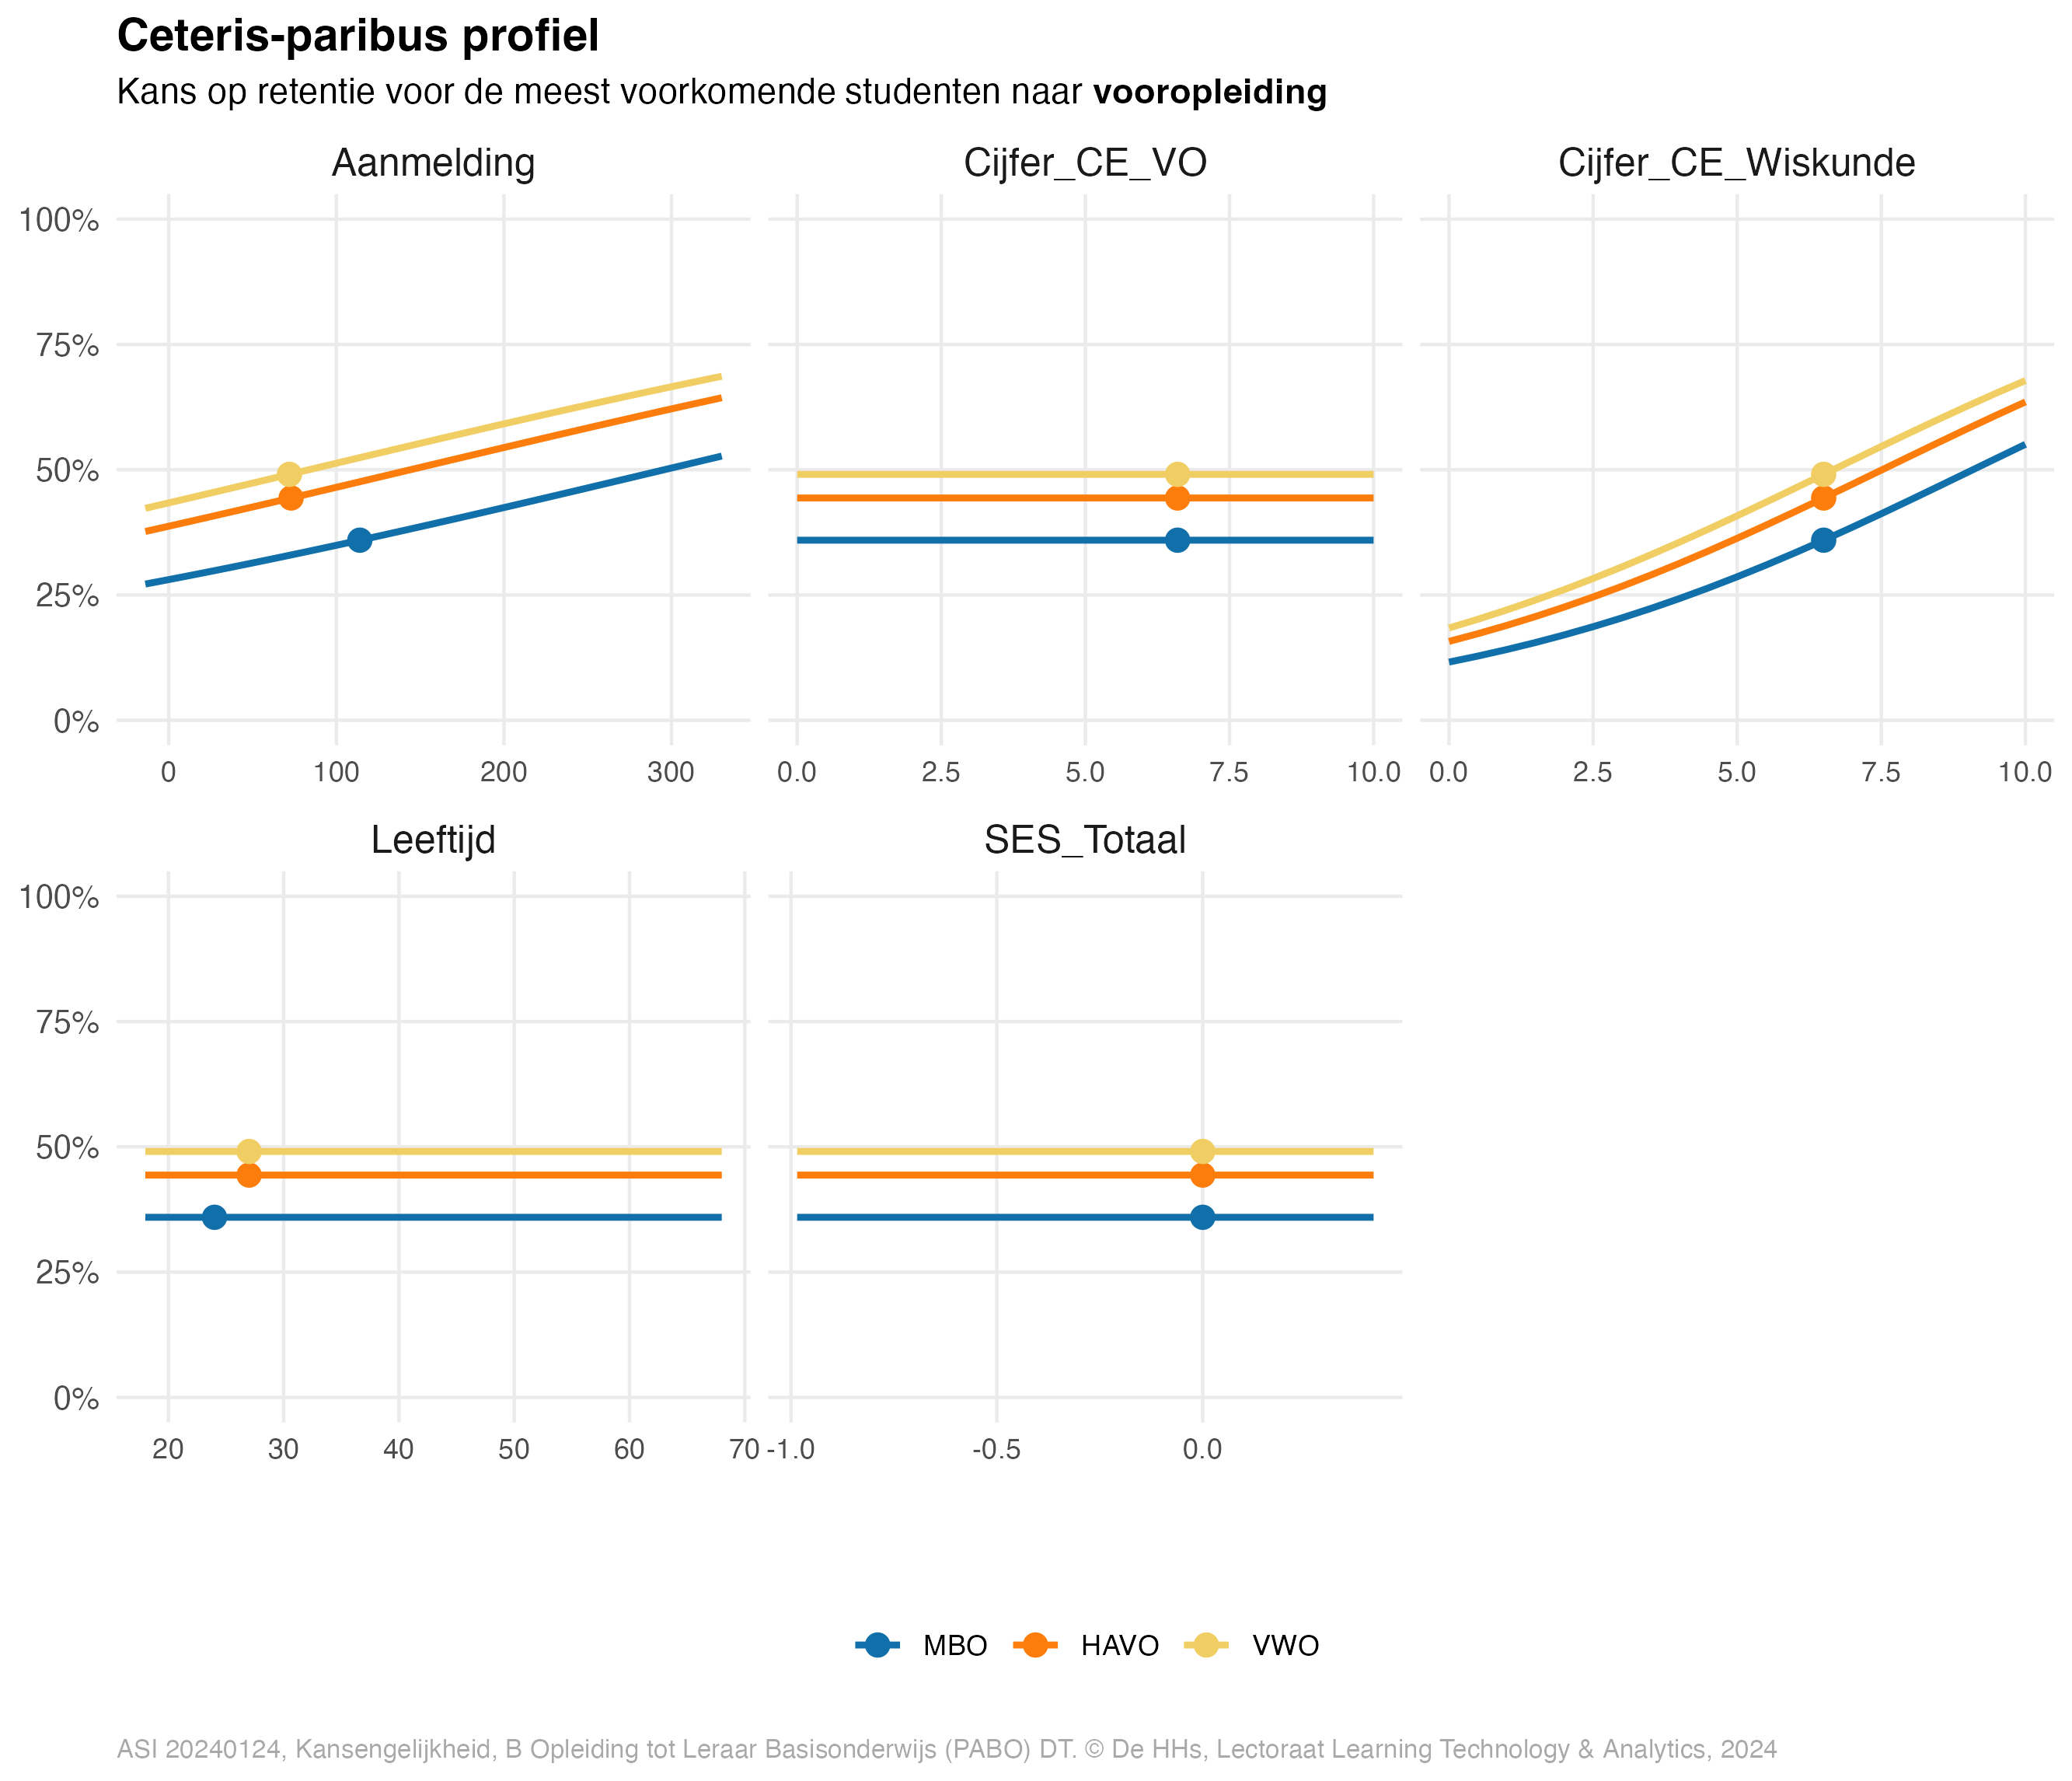 Ceteris-paribus profiel
Kans op retentie voor de meest voorkomende studenten naar vooropleiding
Aanmelding Cijfer_CE_VO Cijfer_CE_Wiskunde
100%
75%
50%
25%
0%
0 100 200 300 0.0 2.5 5.0 7.5 10.0 0.0 2.5 5.0 7.5 10.0
Leeftijd SES_Totaal
100%
75%
50%
25%
0%
20 30 40 50 60 70 -1.0 -0.5 0.0
MBO HAVO VWO
ASI 20240124, Kansengelijkheid, B Opleiding tot Leraar Basisonderwijs (PABO) DT. © De HHs, Lectoraat Learning Technology & Analytics, 2024